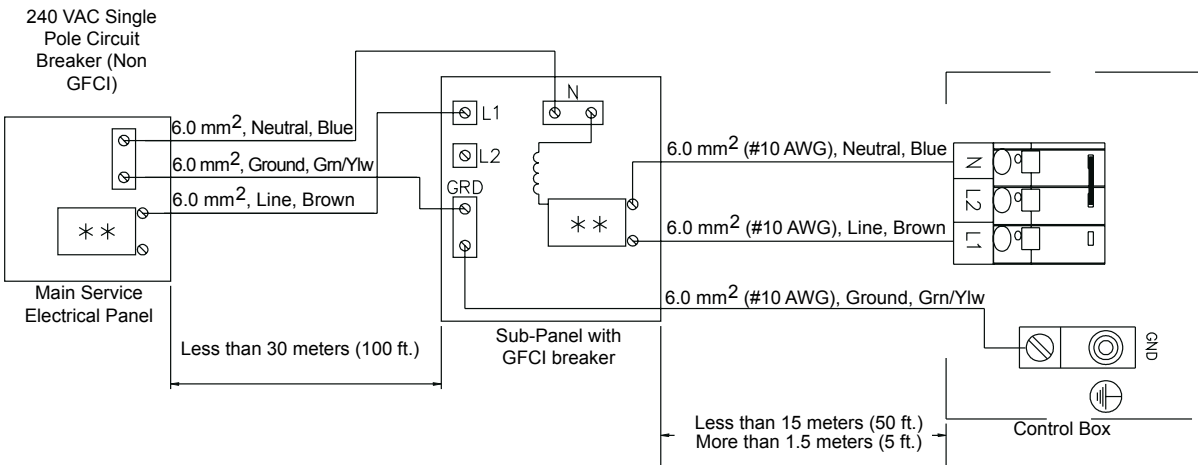 240 VAC Single
Pole Circuit
Breaker (Non
GFCI)
6.0 mm², Neutral, Blue
6.0 mm², Ground, Grn/Ylw
6.0 mm², Line, Brown
* *
Main Service
Electrical Panel
Less than 30 meters (100 ft.)
L1
N
L2
GRD
* *
Sub-Panel with
GFCI breaker
6.0 mm² (#10 AWG), Neutral, Blue
6.0 mm² (#10 AWG), Line, Brown
6.0 mm² (#10 AWG), Ground, Grn/Ylw
Less than 15 meters (50 ft.)
More than 1.5 meters (5 ft.)
N
L2
L1
GND
Control Box